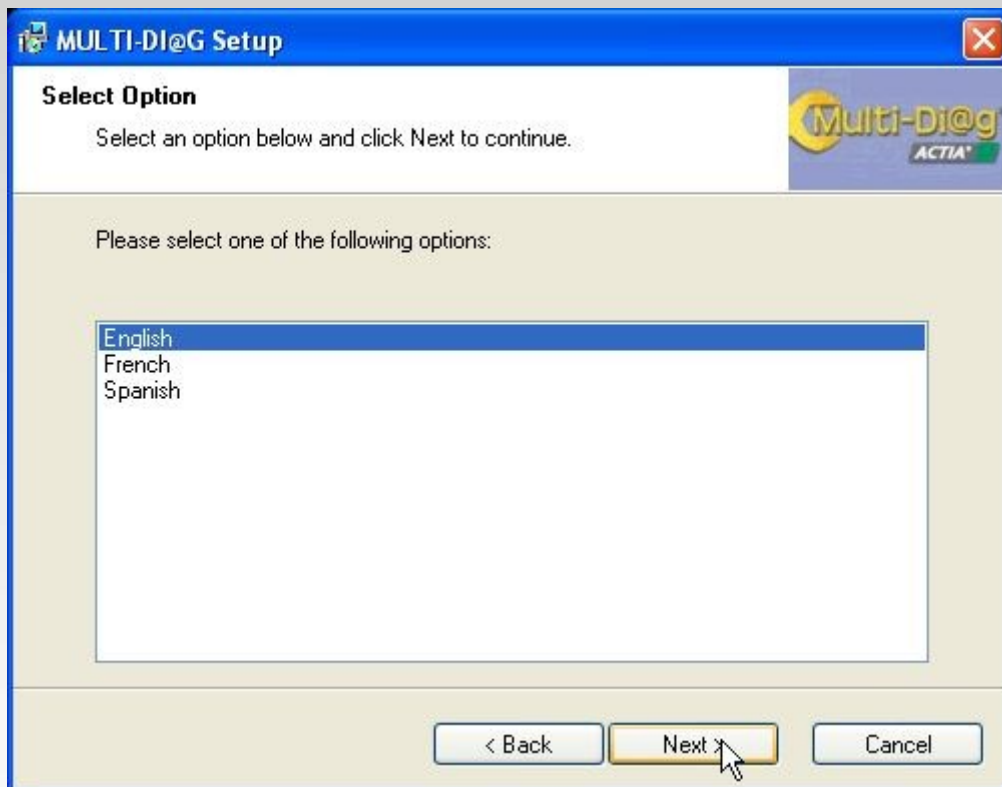 MULTI-DI@G Setup
Select Option
Select an option below and click Next to continue.
Multi-Di@g
ACTIA
Please select one of the following options:
English
French
Spanish
< Back
Next >
Cancel